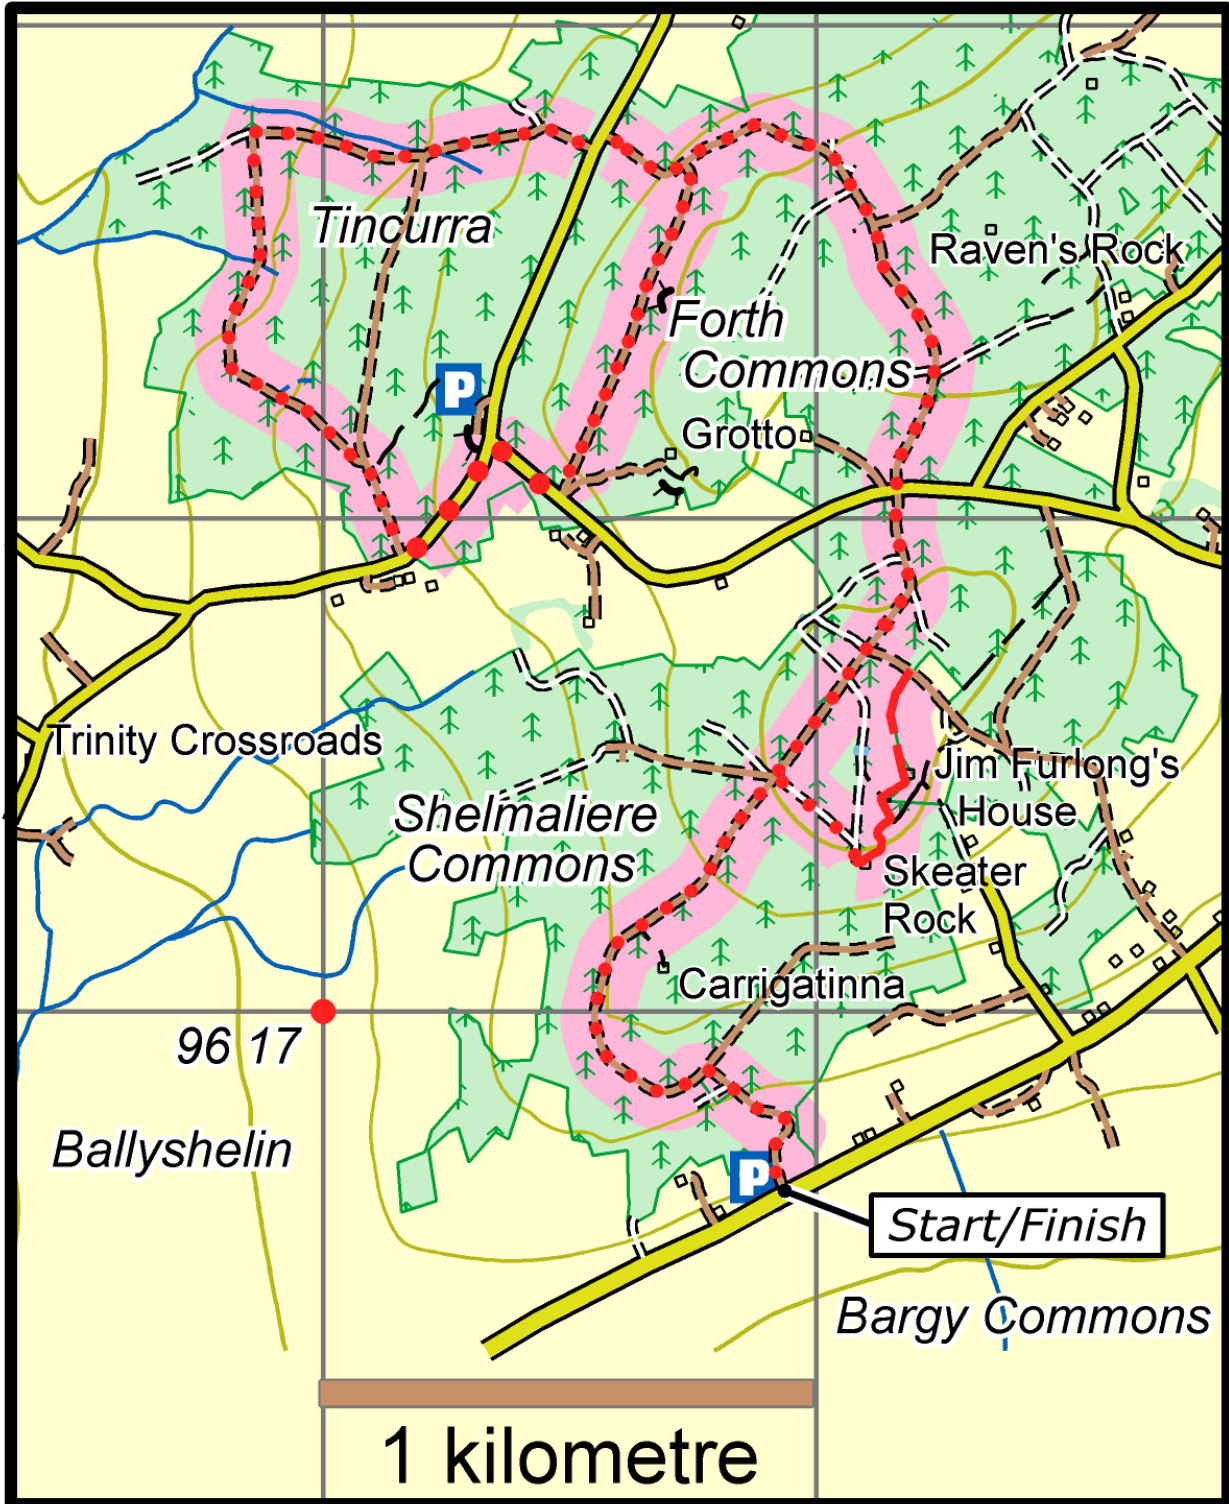 Tincurra
Raven's Rock
Forth
Commons
P
Grotto
Trinity Crossroads
Jim Furlong's
House
Shelmaliere
Commons
Skeater
Rock
Carrigatinna
96 17
Ballyshelin
P
Start/Finish
Bargy Commons
1 kilometre